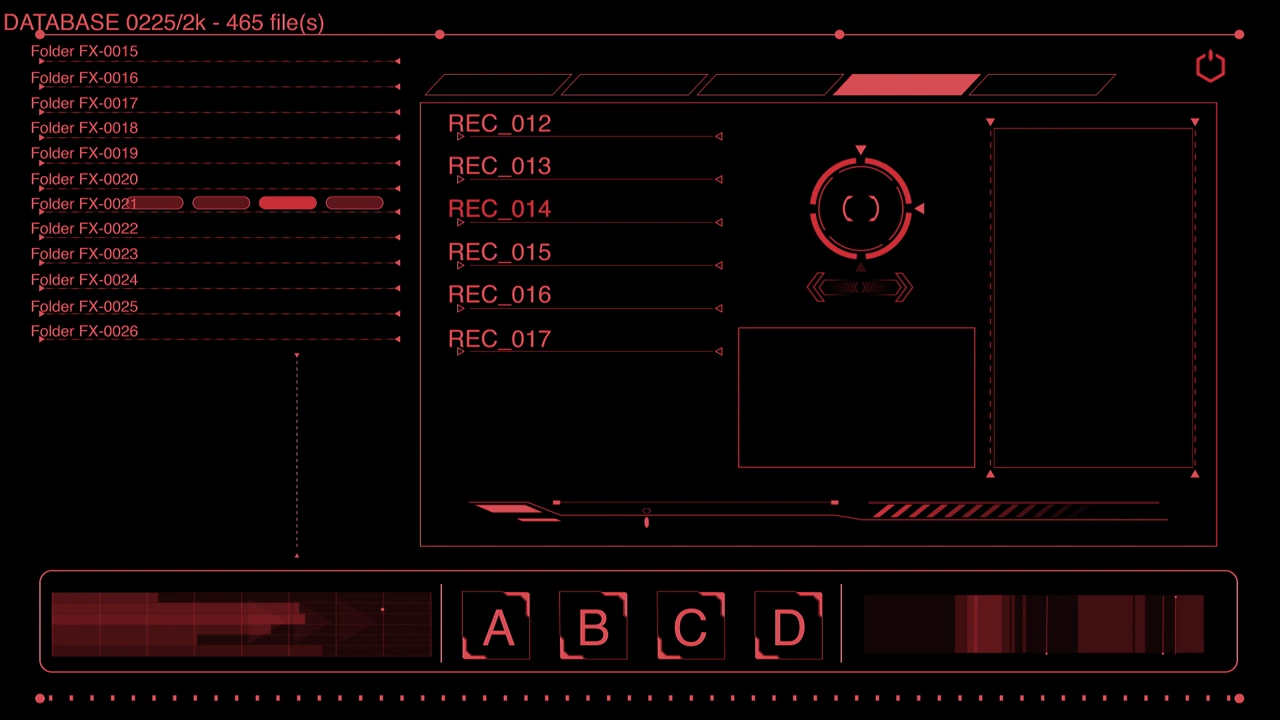 DATABASE 0225/2k - 465 file(s)
Folder FX-0015
Folder FX-0016
Folder FX-0017
Folder FX-0018
Folder FX-0019
Folder FX-0020
Folder FX-0021
Folder FX-0022
Folder FX-0023
Folder FX-0024
Folder FX-0025
Folder FX-0026
REC_012
REC_013
REC_014
REC_015
REC_016
REC_017
A B C D